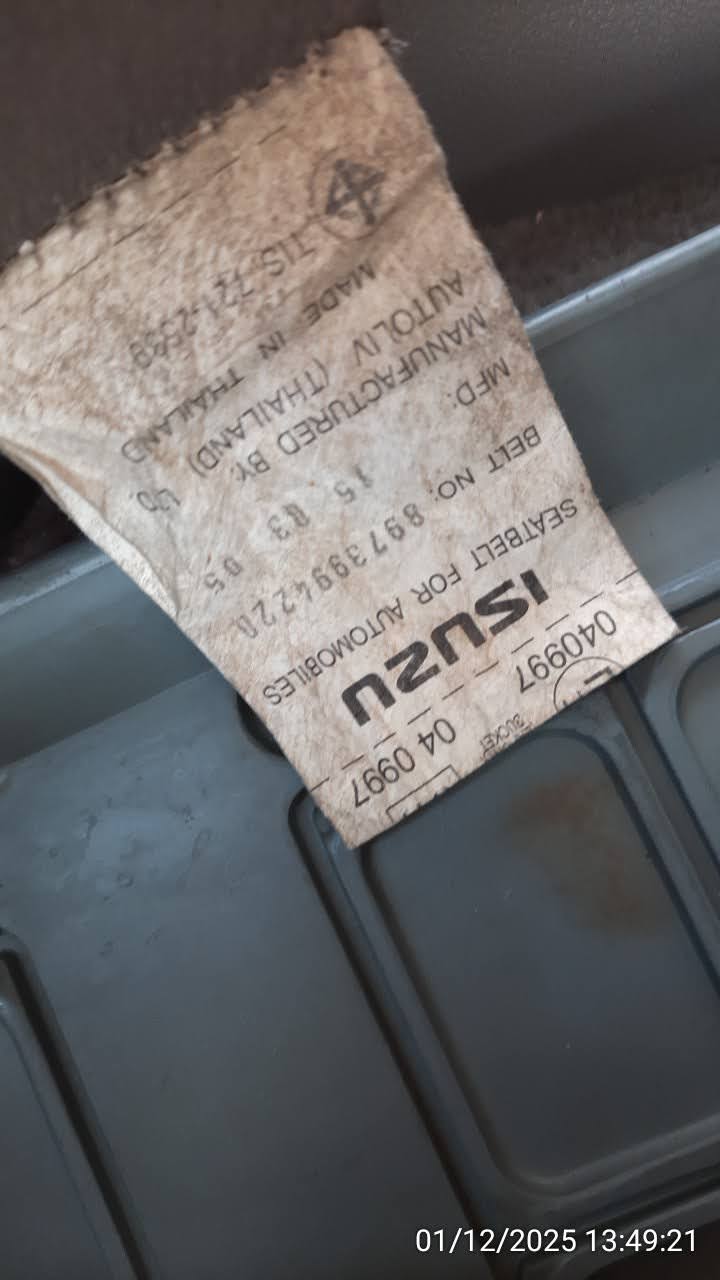 040997 04 0997
ISUZU
SEATBELT FOR AUTOMOBILES
BELT NO: 8973994220
MFD: 15 03 05
MANUFACTURED BY
AUTOLIV (THAILAND)
MADE IN THAILAND
TIS 721-2539
01/12/2025 13:49:21